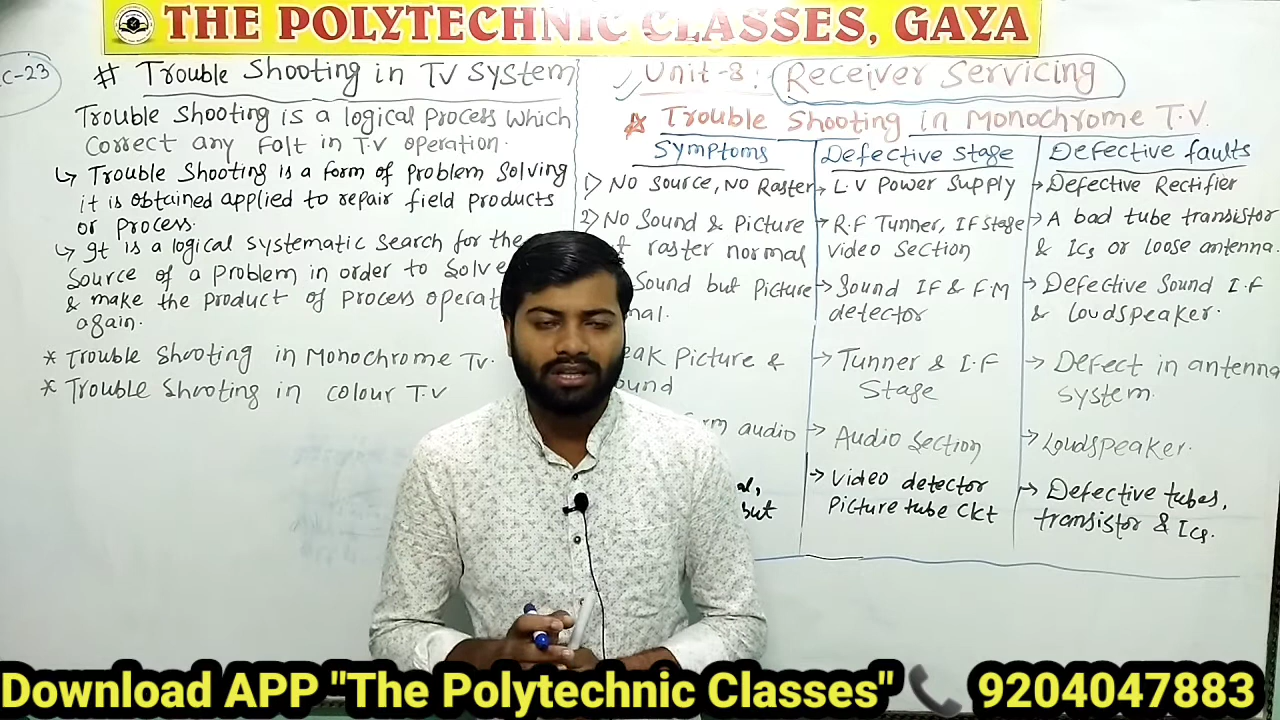 THE POLYTECHNIC CLASSES, GAYA
C-23
# Trouble Shooting in TV System
Trouble Shooting is a logical Process which
correct any Folt in T.V operation.
↳ Trouble Shooting is a form of Problem Solving
it is obtained applied to repair field products
or process.
↳ It is a logical systematic search for the
Source of a Problem in order to Solve
& make the product of Process operat
again.
* Trouble Shooting in Monochrome TV.
* Trouble Shooting in colour T.V
Unit-8: Receiver Servicing
Trouble Shooting in Monochrome T.V.
Symptoms
1) No Source, No Raster
2) No Sound & Picture
raster normal
Sound but Picture
mal.
eak Picture &
ound
rm audio
al,
but
Defective Stage
→ L.V Power Supply
→ R.F Tunner, IF Stage
video Section
→ Sound IF & F.M
detector
→ Tunner & I.F
Stage
→ Audio Section
→ Video detector
Picture tube Ckt
Defective faults
→ Defective Rectifier
→ A bad tube transistor
& Ics or loose antenna
→ Defective Sound I.F
& Loudspeaker.
→ Defect in antenna
System.
→ Loudspeaker.
→ Defective tubes,
transistor & Ics.
Download APP "The Polytechnic Classes" 9204047883